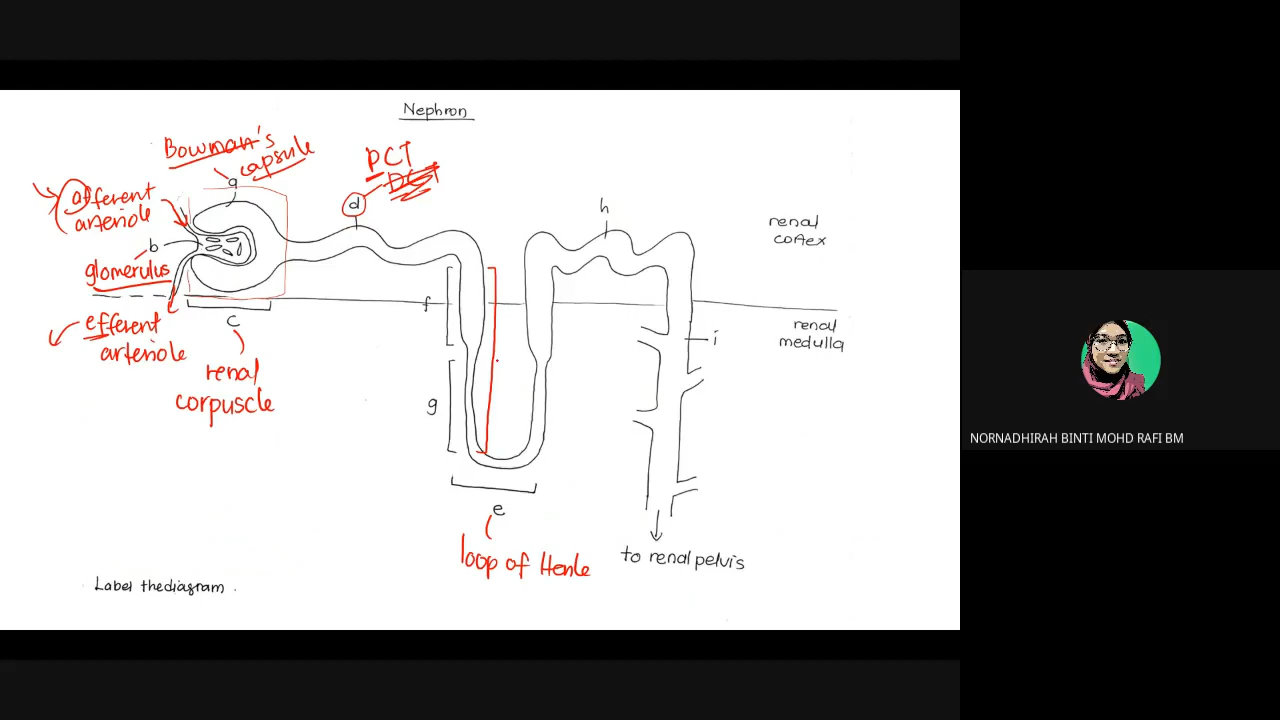 Nephron
Bowman's
capsule
a
PCT
DCT
d
afferent
arteriole
b
glomerulus
efferent
arteriole
c
renal
corpuscle
f
g
e
loop of Henle
h
renal
cortex
renal
medulla
i
to renal pelvis
Label the diagram .
NORNADHIRAH BINTI MOHD RAFI BM